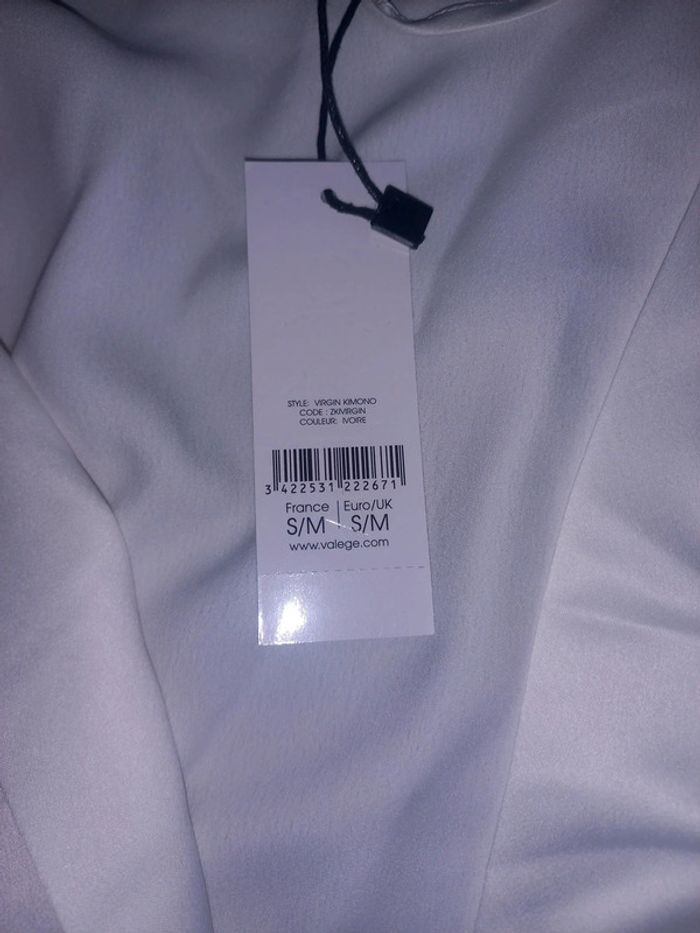 STYLE: VIRGIN KIMONO
CODE : ZKIVIRGIN
COULEUR: IVOIRE
3 422531 222671
France | Euro/UK
S/M S/M
www.valege.com